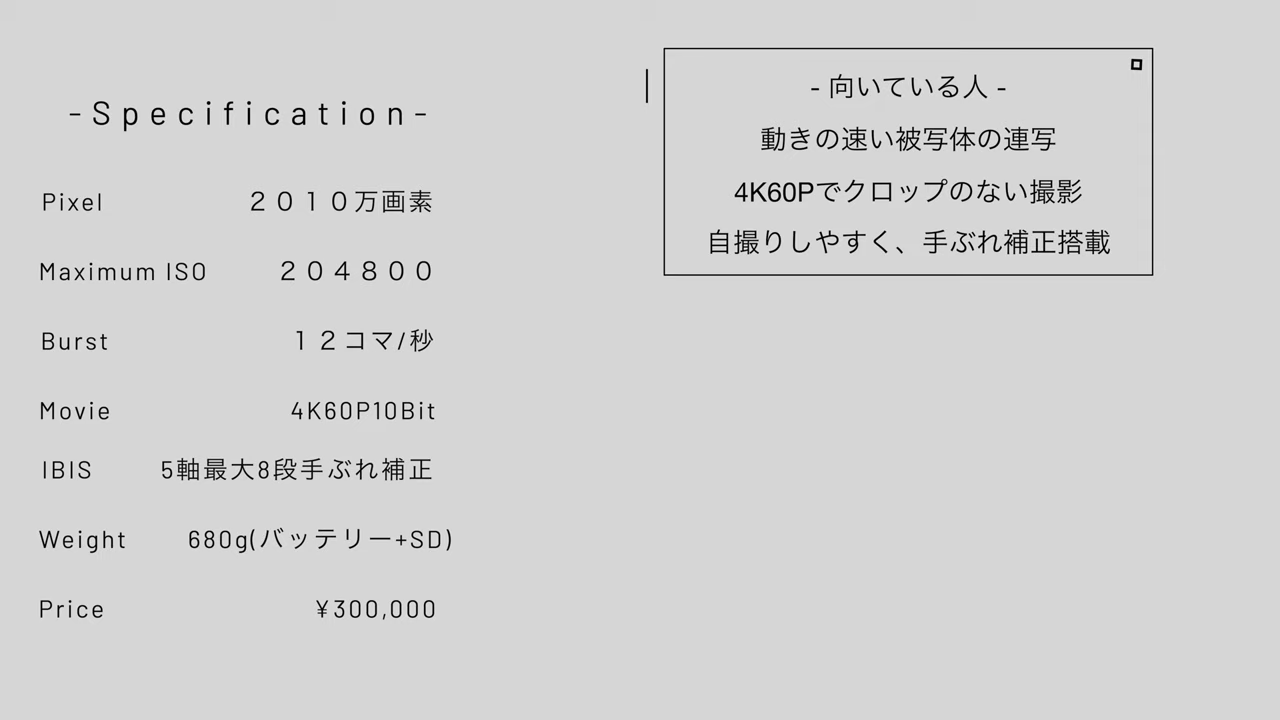 -Specification-
Pixel ２０１０万画素
Maximum ISO ２０４８００
Burst １２コマ/秒
Movie 4K60P10Bit
IBIS 5軸最大8段手ぶれ補正
Weight 680g(バッテリー+SD)
Price ¥300,000
- 向いている人 -
動きの速い被写体の連写
4K60Pでクロップのない撮影
自撮りしやすく、手ぶれ補正搭載